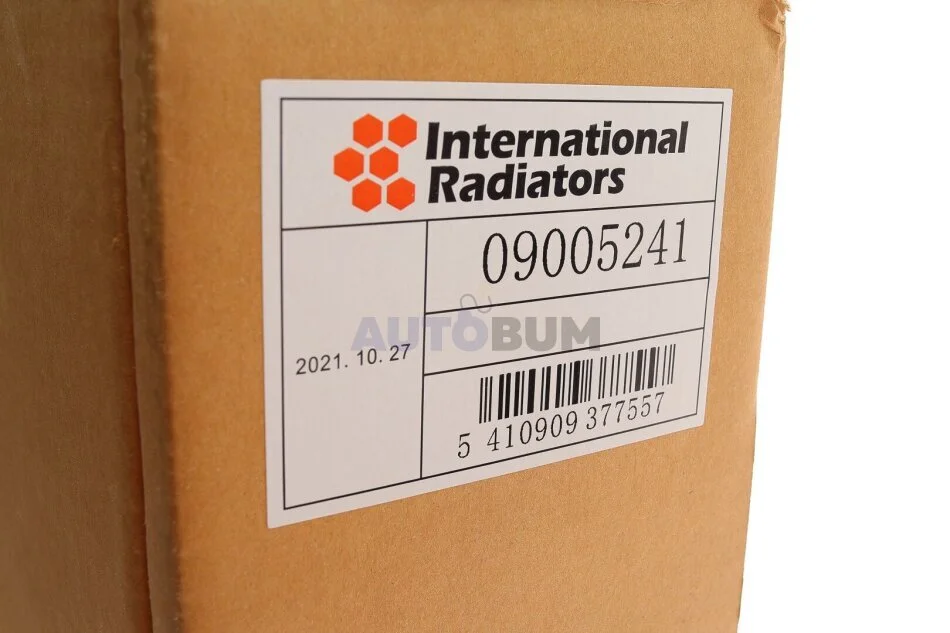 International
Radiators
09005241
AUTOBUM
2021. 10. 27
5 410909 377557